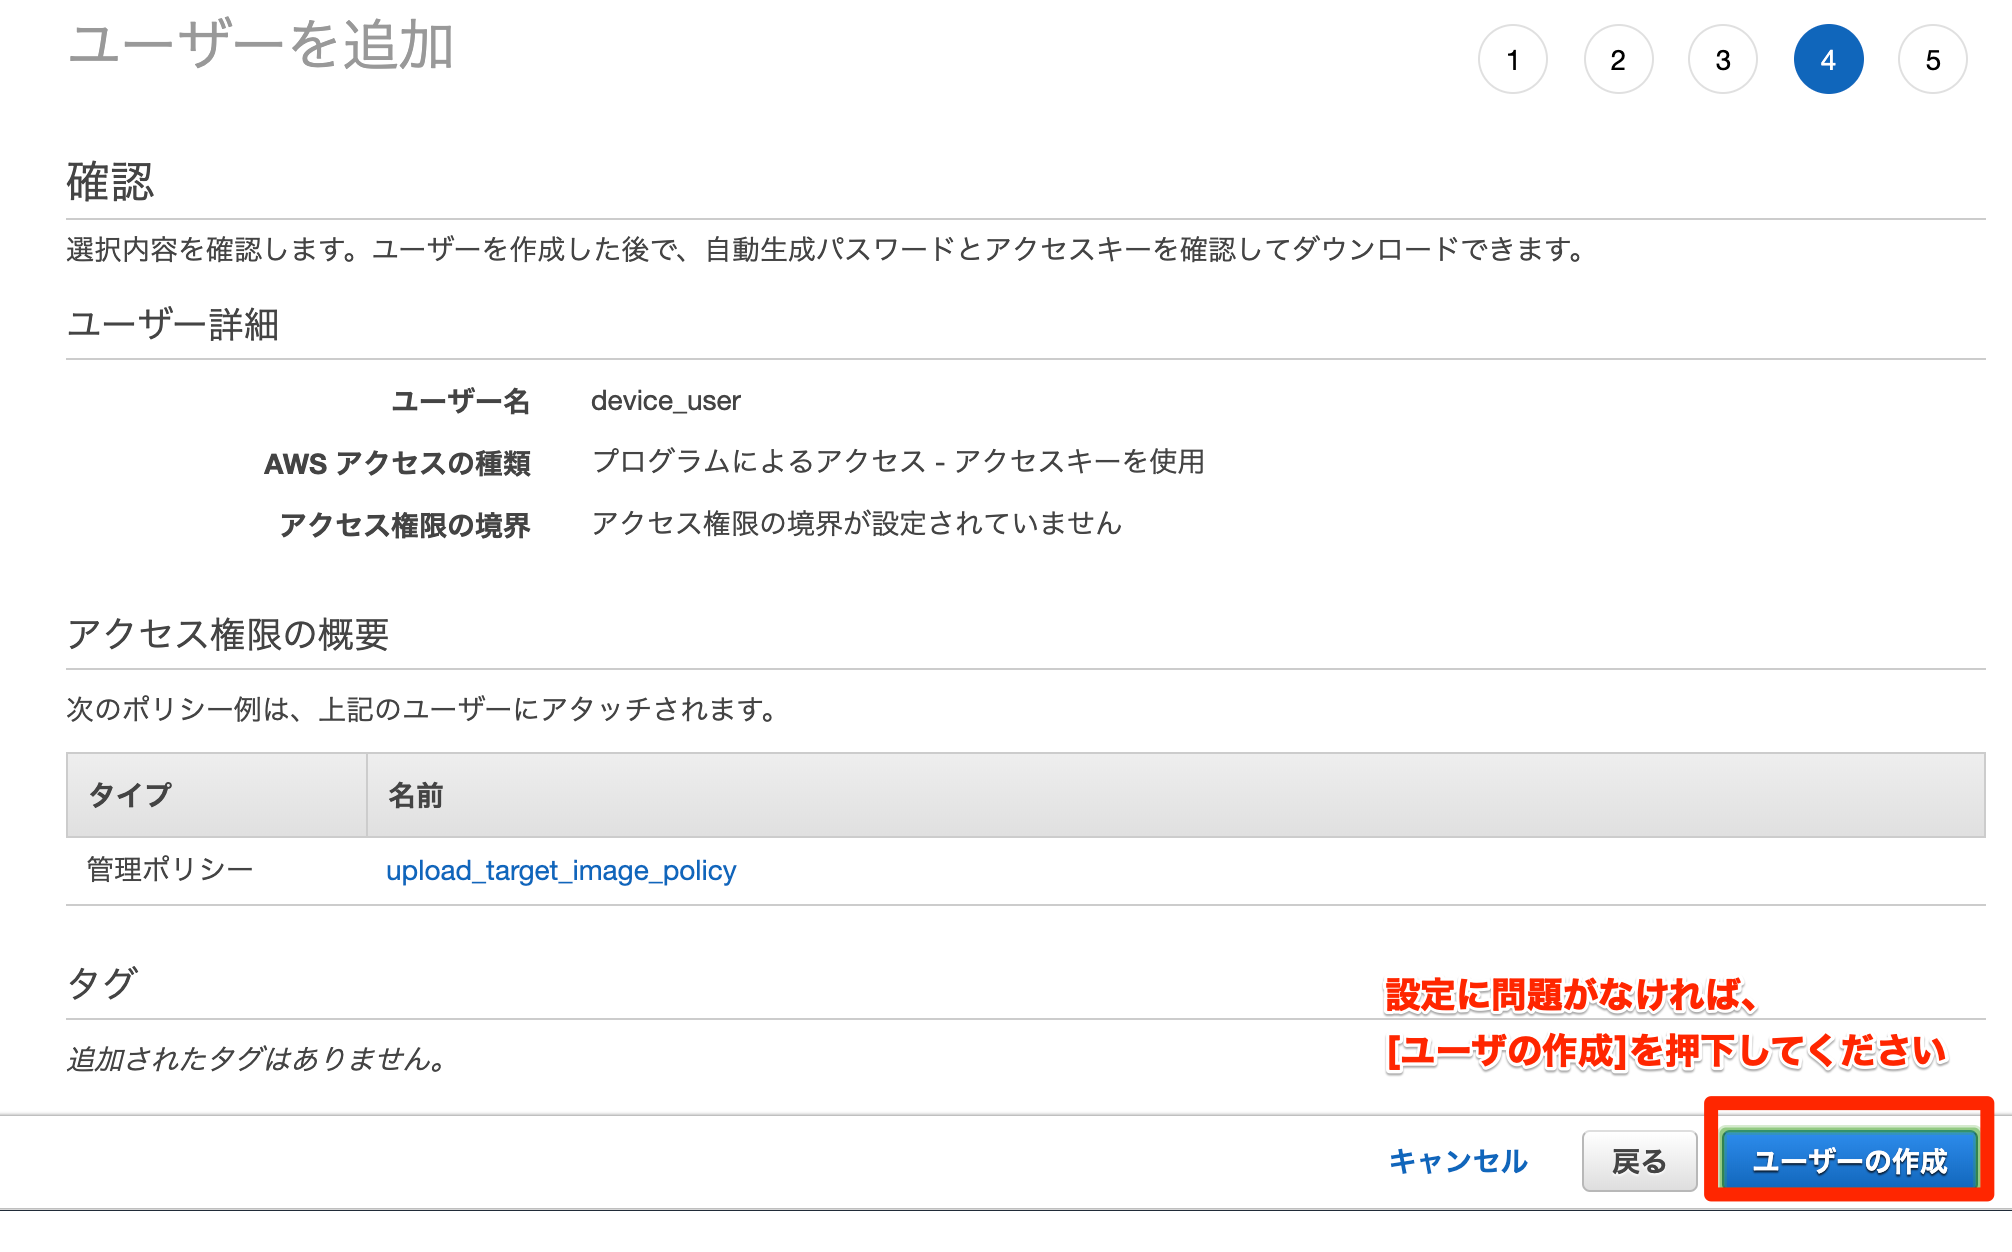 ユーザーを追加
1 2 3 4 5
確認
選択内容を確認します。ユーザーを作成した後で、自動生成パスワードとアクセスキーを確認してダウンロードできます。
ユーザー詳細
ユーザー名 device_user
AWS アクセスの種類 プログラムによるアクセス - アクセスキーを使用
アクセス権限の境界 アクセス権限の境界が設定されていません
アクセス権限の概要
次のポリシー例は、上記のユーザーにアタッチされます。
タイプ 名前
管理ポリシー upload_target_image_policy
タグ
追加されたタグはありません。
設定に問題がなければ、
[ユーザの作成]を押下してください
キャンセル 戻る ユーザーの作成